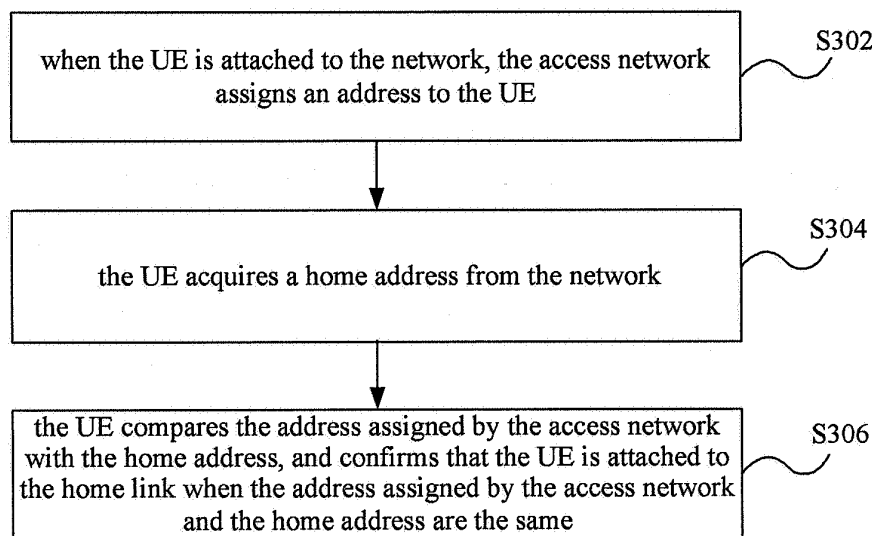 when the UE is attached to the network, the access network
assigns an address to the UE
S302
the UE acquires a home address from the network
S304
the UE compares the address assigned by the access network
with the home address, and confirms that the UE is attached to
the home link when the address assigned by the access network
and the home address are the same
S306